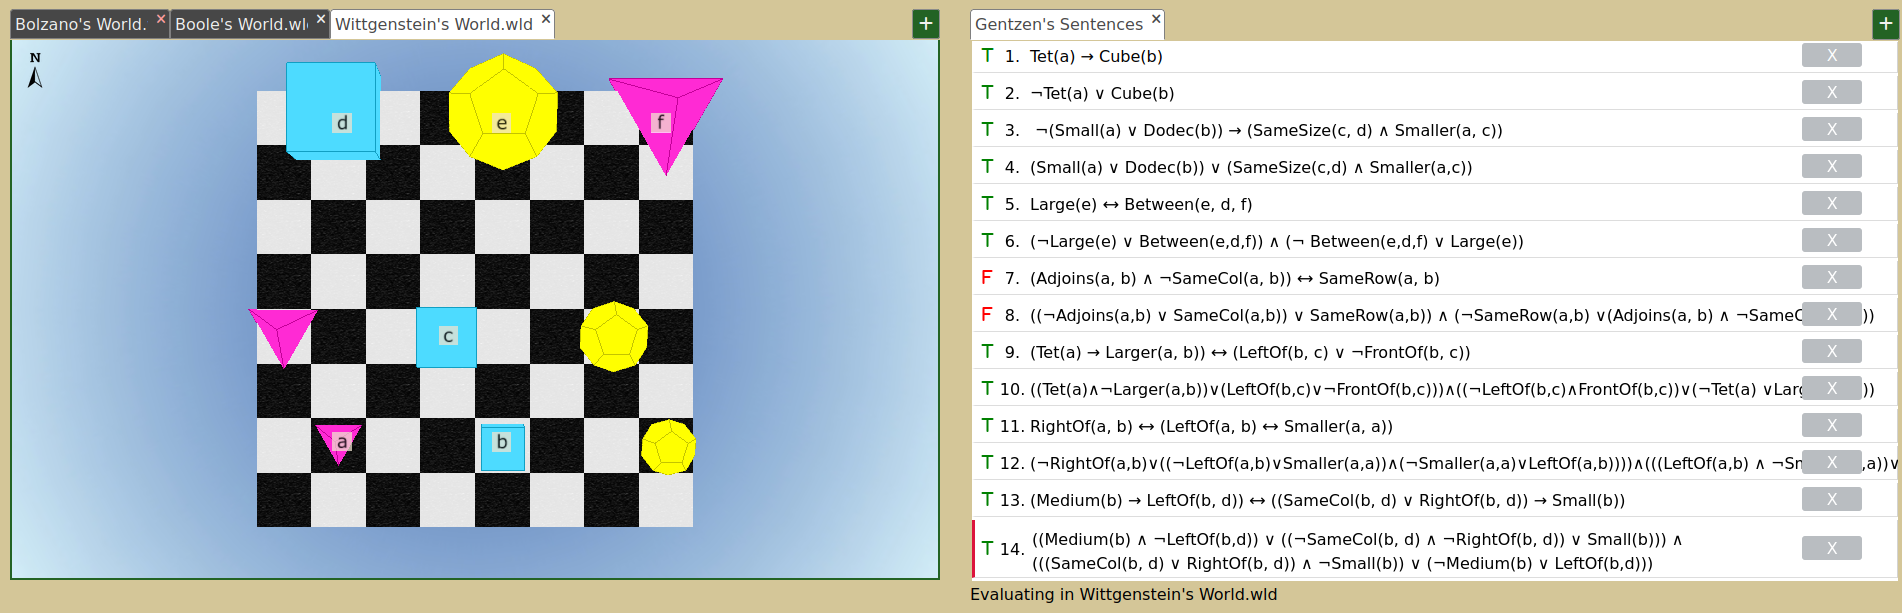 Bolzano's World. × Boole's World.wl × Wittgenstein's World.wld × +
N
d e f
c
a b
Gentzen's Sentences × +
T 1. Tet(a) → Cube(b) X
T 2. ¬Tet(a) ∨ Cube(b) X
T 3. ¬(Small(a) ∨ Dodec(b)) → (SameSize(c, d) ∧ Smaller(a, c)) X
T 4. (Small(a) ∨ Dodec(b)) ∨ (SameSize(c,d) ∧ Smaller(a,c)) X
T 5. Large(e) ↔ Between(e, d, f) X
T 6. (¬Large(e) ∨ Between(e,d,f)) ∧ (¬ Between(e,d,f) ∨ Large(e)) X
F 7. (Adjoins(a, b) ∧ ¬SameCol(a, b)) ↔ SameRow(a, b) X
F 8. ((¬Adjoins(a,b) ∨ SameCol(a,b)) ∨ SameRow(a,b)) ∧ (¬SameRow(a,b) ∨(Adjoins(a, b) ∧ ¬SameC X ))
T 9. (Tet(a) → Larger(a, b)) ↔ (LeftOf(b, c) ∨ ¬FrontOf(b, c)) X
T 10. ((Tet(a)∧¬Larger(a,b))∨(LeftOf(b,c)∨¬FrontOf(b,c)))∧((¬LeftOf(b,c)∧FrontOf(b,c))∨(¬Tet(a) ∨Larg X ))
T 11. RightOf(a, b) ↔ (LeftOf(a, b) ↔ Smaller(a, a)) X
T 12. (¬RightOf(a,b)∨((¬LeftOf(a,b)∨Smaller(a,a))∧(¬Smaller(a,a)∨LeftOf(a,b))))∧(((LeftOf(a,b) ∧ ¬Sm X ,a))∨
T 13. (Medium(b) → LeftOf(b, d)) ↔ ((SameCol(b, d) ∨ RightOf(b, d)) → Small(b)) X
T 14. ((Medium(b) ∧ ¬LeftOf(b,d)) ∨ ((¬SameCol(b, d) ∧ ¬RightOf(b, d)) ∨ Small(b))) ∧ X
(((SameCol(b, d) ∨ RightOf(b, d)) ∧ ¬Small(b)) ∨ (¬Medium(b) ∨ LeftOf(b,d)))
Evaluating in Wittgenstein's World.wld